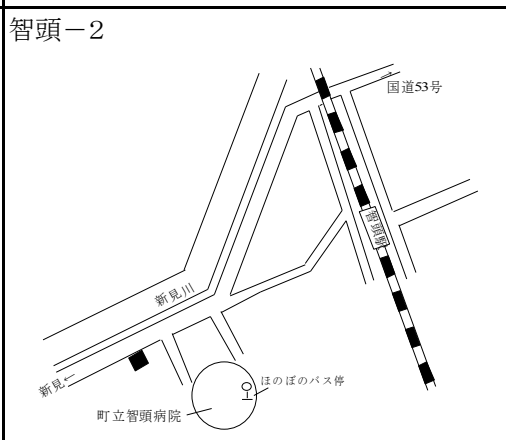 智頭－2
国道53号
智頭駅
新見川
新見←
ほのぼのバス停
町立智頭病院